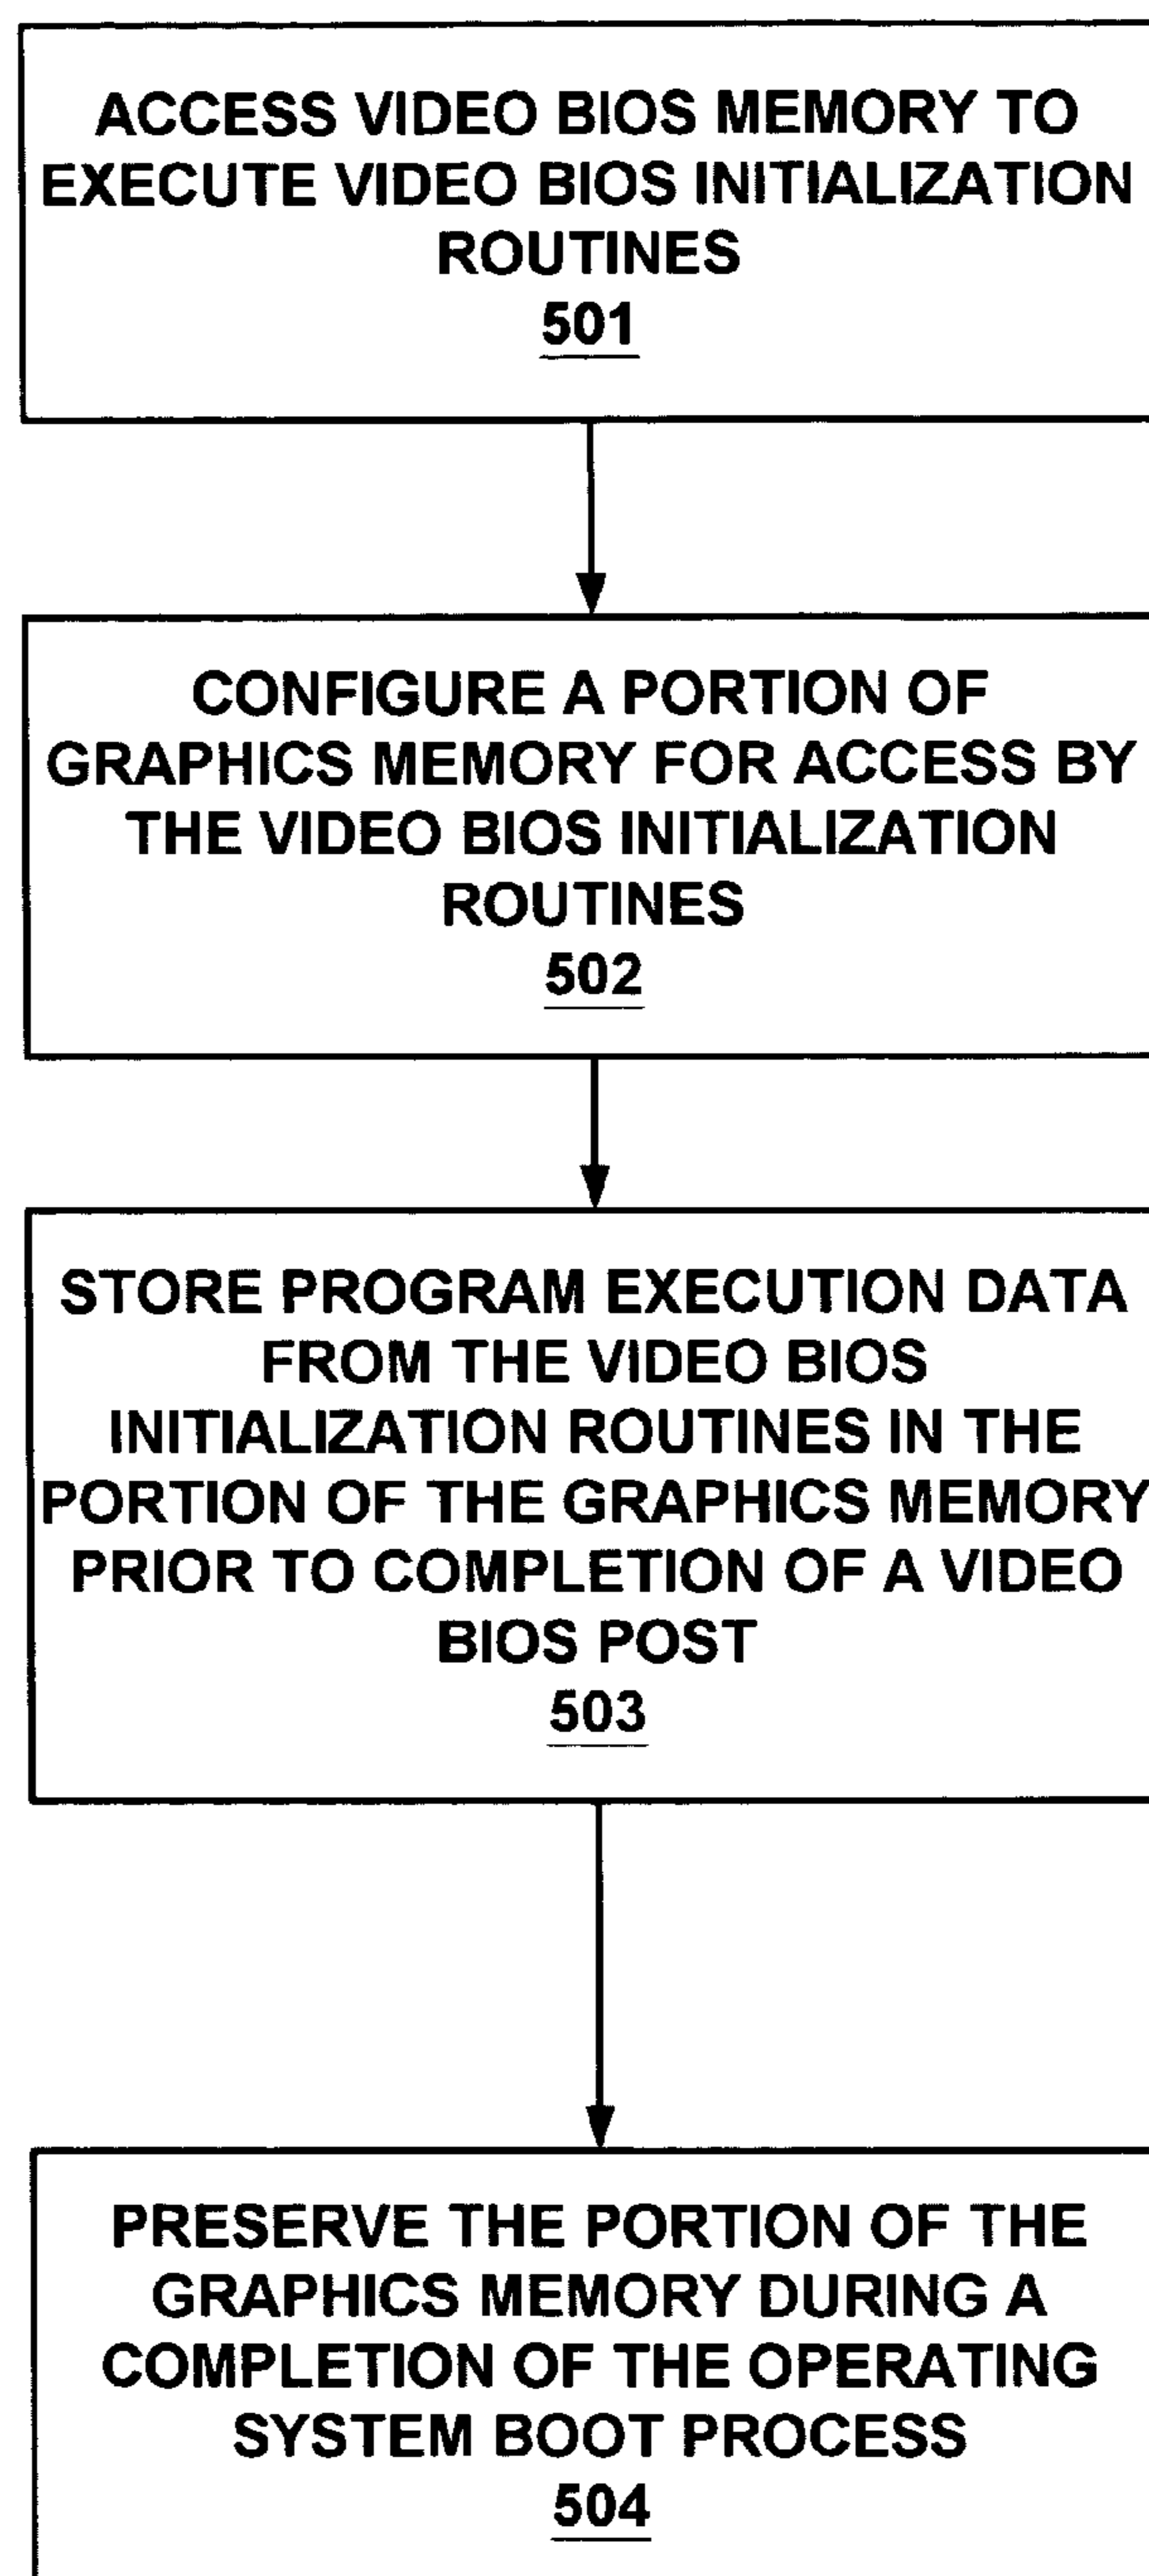 ACCESS VIDEO BIOS MEMORY TO
EXECUTE VIDEO BIOS INITIALIZATION
ROUTINES
501
CONFIGURE A PORTION OF
GRAPHICS MEMORY FOR ACCESS BY
THE VIDEO BIOS INITIALIZATION
ROUTINES
502
STORE PROGRAM EXECUTION DATA
FROM THE VIDEO BIOS
INITIALIZATION ROUTINES IN THE
PORTION OF THE GRAPHICS MEMORY
PRIOR TO COMPLETION OF A VIDEO
BIOS POST
503
PRESERVE THE PORTION OF THE
GRAPHICS MEMORY DURING A
COMPLETION OF THE OPERATING
SYSTEM BOOT PROCESS
504